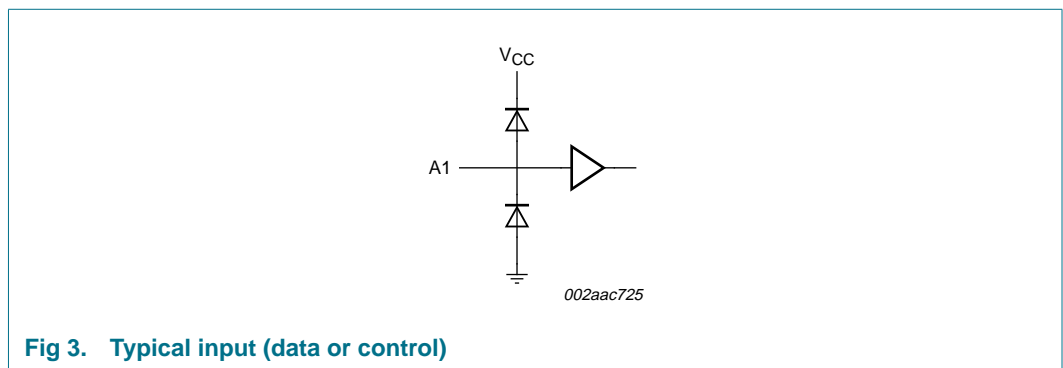 VCC
A1
002aac725
Fig 3. Typical input (data or control)